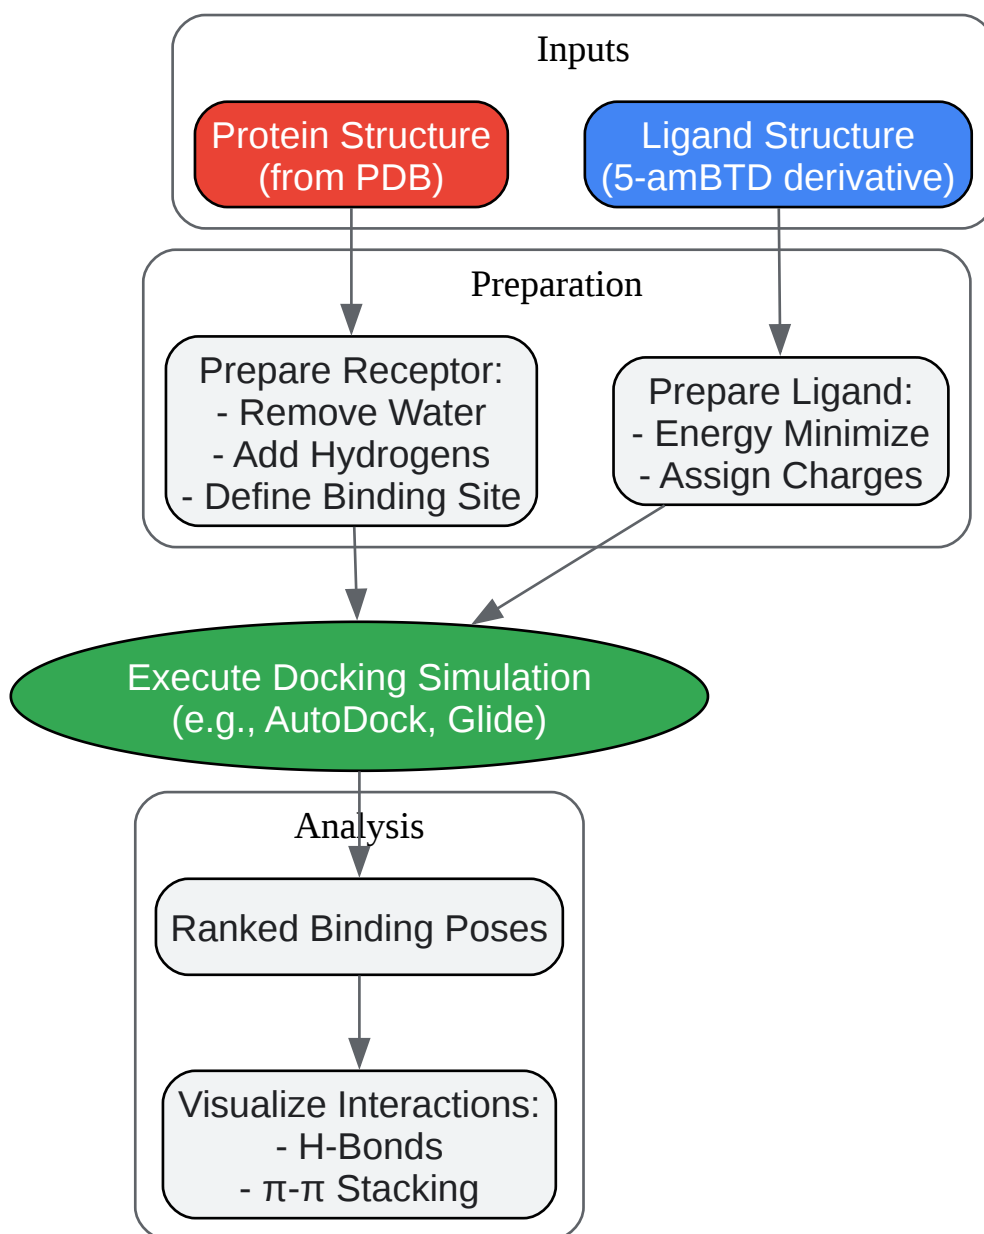 Inputs
Protein Structure
(from PDB)
Ligand Structure
(5-amBTD derivative)
Preparation
Prepare Receptor:
- Remove Water
- Add Hydrogens
- Define Binding Site
Prepare Ligand:
- Energy Minimize
- Assign Charges
Execute Docking Simulation
(e.g., AutoDock, Glide)
Analysis
Ranked Binding Poses
Visualize Interactions:
- H-Bonds
- π-π Stacking